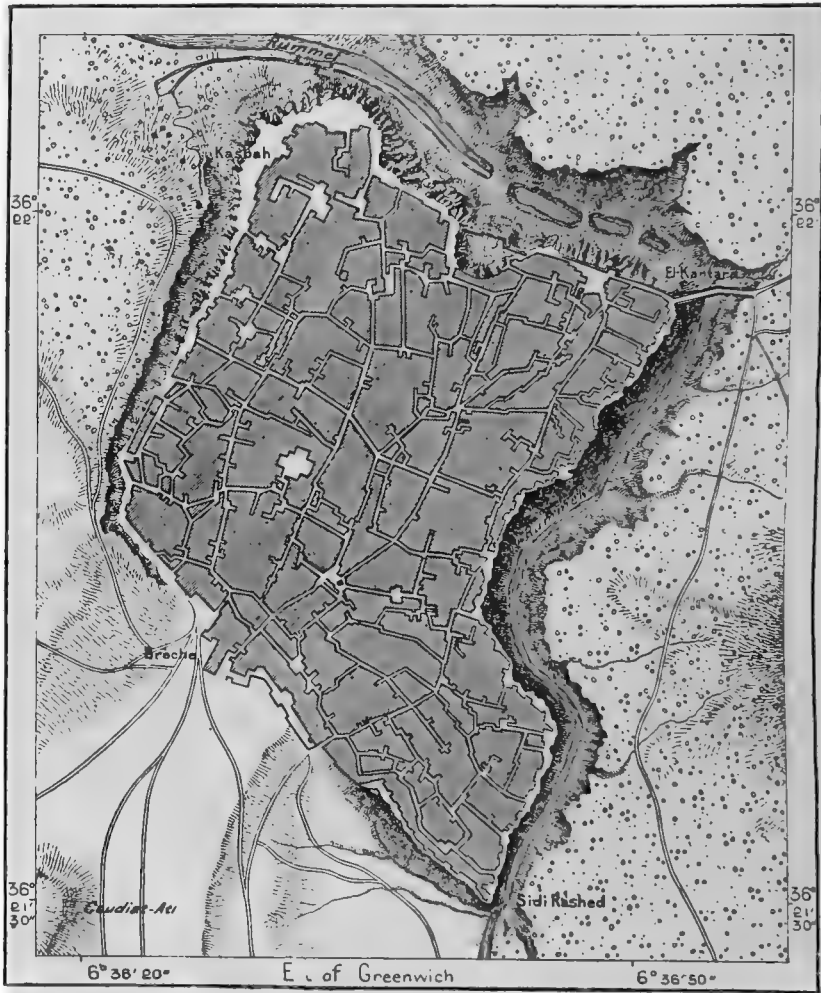 Rummel
Kasbah
36°
22'
36°
22'
El-Kantara
Breche
36°
21'
30"
36°
21'
30"
Sidi Rashed
Coudiat-Ati
6°36'20"
E. of Greenwich
6°36'50"